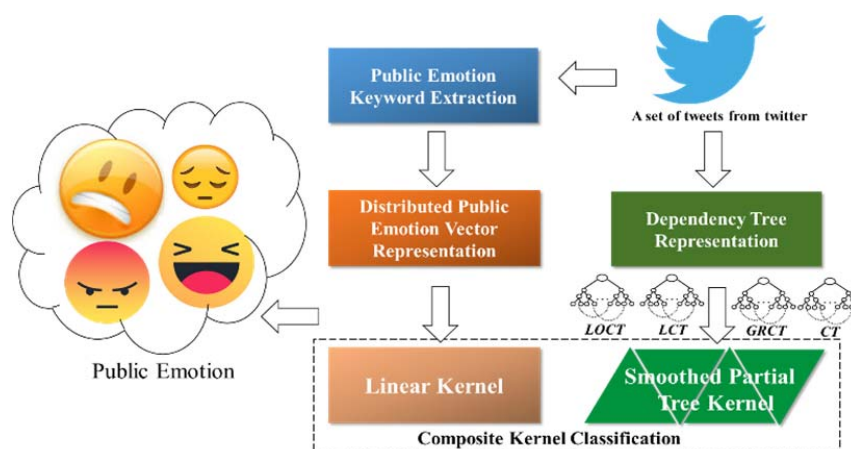 Public Emotion
Keyword Extraction
A set of tweets from twitter
Distributed Public
Emotion Vector
Representation
Dependency Tree
Representation
LOCT
LCT
GRCT
CT
Public Emotion
Linear Kernel
Smoothed Partial
Tree Kernel
Composite Kernel Classification